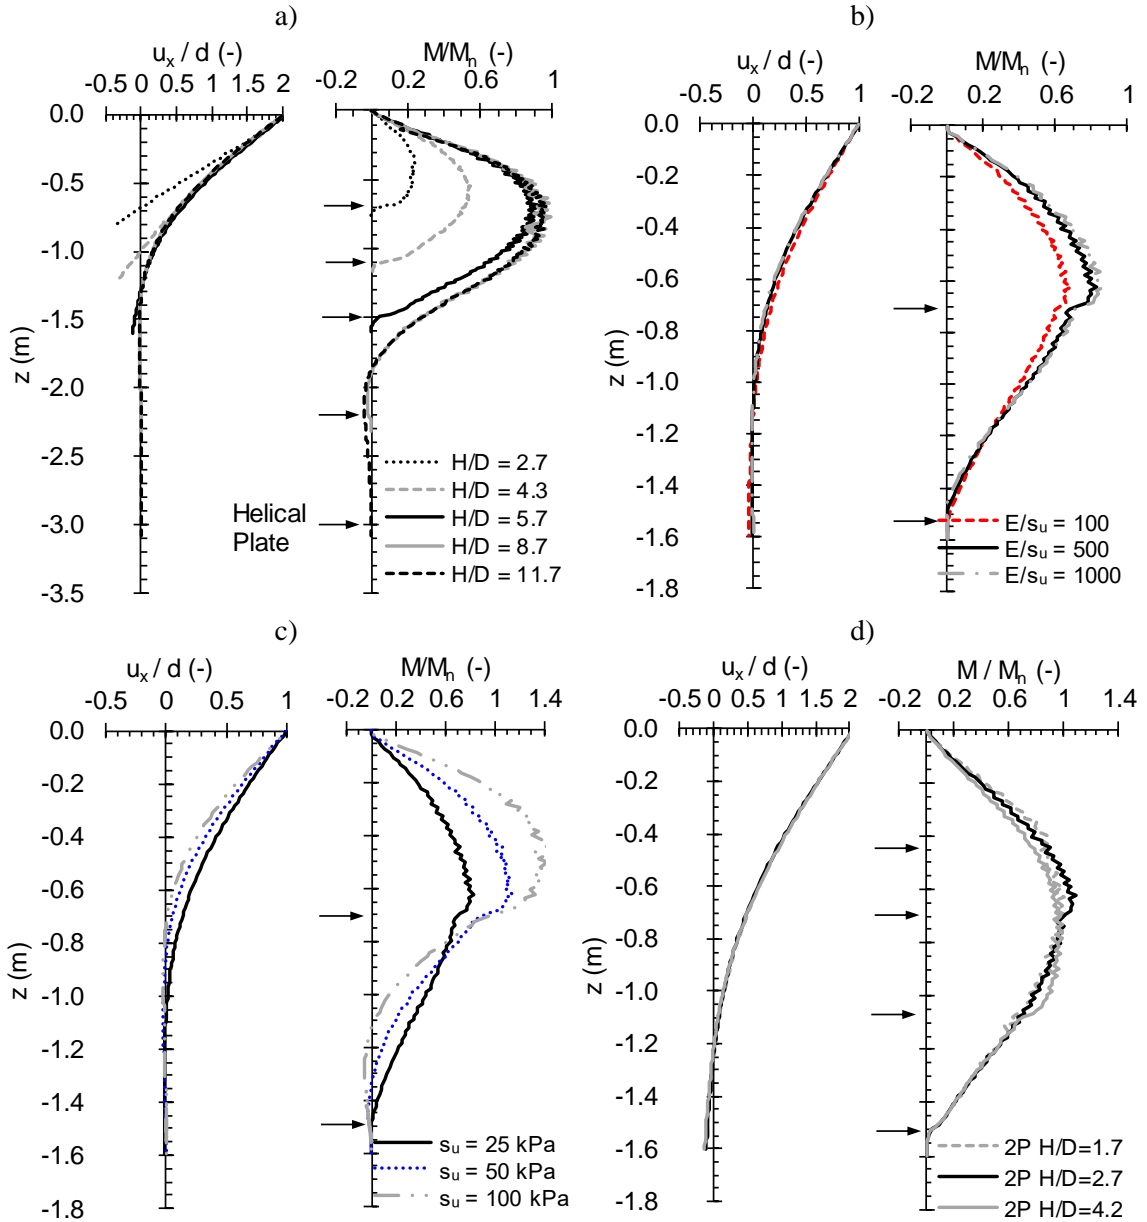 a)
b)
u_x / d (-)
M/M_n (-)
u_x / d (-)
M/M_n (-)
-0.5 0 0.5 1 1.5 2
-0.2 0.2 0.6 1
-0.5 0 0.5 1
-0.2 0.2 0.6 1
0.0
-0.5
-1.0
-1.5
-2.0
-2.5
-3.0
-3.5
z (m)
Helical
Plate
H/D = 2.7
H/D = 4.3
H/D = 5.7
H/D = 8.7
H/D = 11.7
0.0
-0.2
-0.4
-0.6
-0.8
-1.0
-1.2
-1.4
-1.6
-1.8
z (m)
E/s_u = 100
E/s_u = 500
E/s_u = 1000
c)
d)
u_x / d (-)
M/M_n (-)
u_x / d (-)
M / M_n (-)
-0.5 0 0.5 1
-0.2 0.2 0.6 1 1.4
-0.5 0 0.5 1 1.5 2
-0.2 0.2 0.6 1 1.4
0.0
-0.2
-0.4
-0.6
-0.8
-1.0
-1.2
-1.4
-1.6
-1.8
z (m)
s_u = 25 kPa
s_u = 50 kPa
s_u = 100 kPa
0.0
-0.2
-0.4
-0.6
-0.8
-1.0
-1.2
-1.4
-1.6
-1.8
z (m)
2P H/D=1.7
2P H/D=2.7
2P H/D=4.2